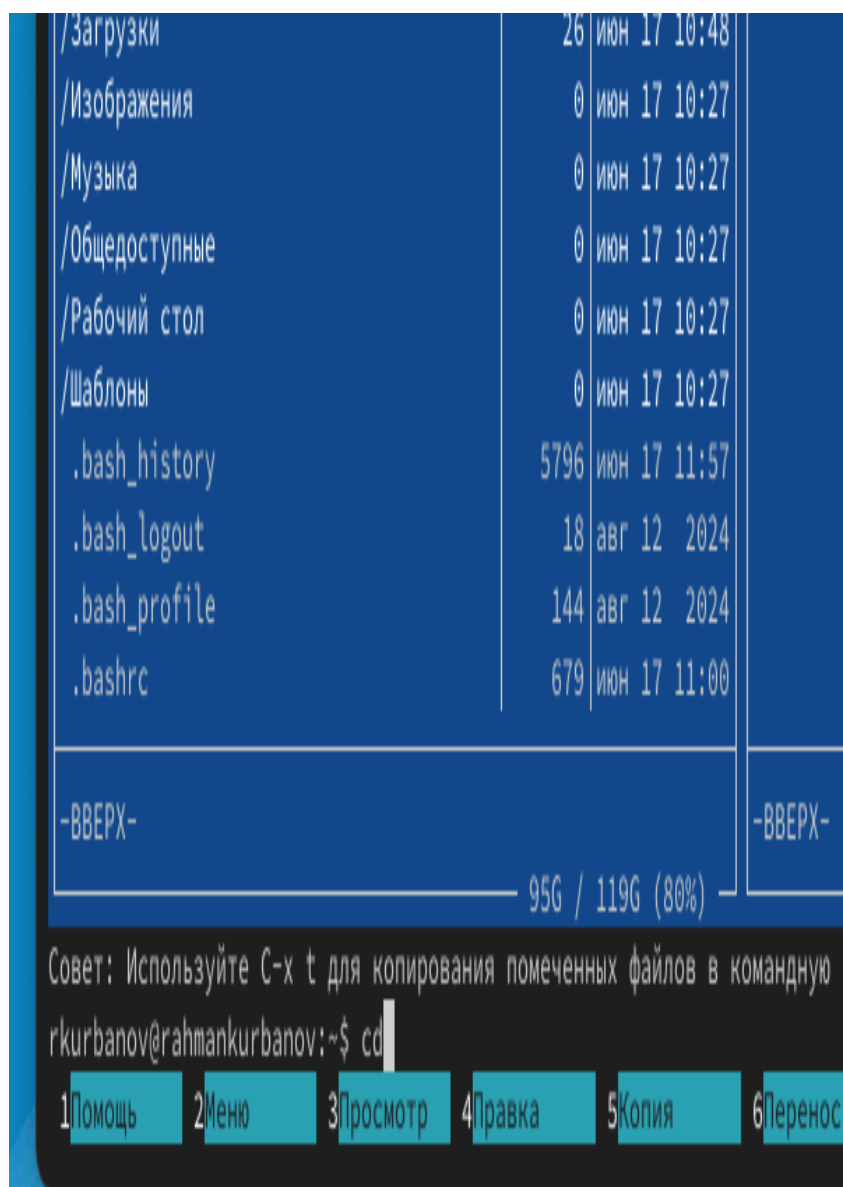 /Загрузки 26 июн 17 10:48
/Изображения 0 июн 17 10:27
/Музыка 0 июн 17 10:27
/Общедоступные 0 июн 17 10:27
/Рабочий стол 0 июн 17 10:27
/Шаблоны 0 июн 17 10:27
.bash_history 5796 июн 17 11:57
.bash_logout 18 авг 12 2024
.bash_profile 144 авг 12 2024
.bashrc 679 июн 17 11:00
-ВВЕРХ- -ВВЕРХ-
95G / 119G (80%)
Совет: Используйте C-x t для копирования помеченных файлов в командную
rkurbanov@rahmankurbanov:~$ cd
1Помощь 2Меню 3Просмотр 4Правка 5Копия 6Перенос